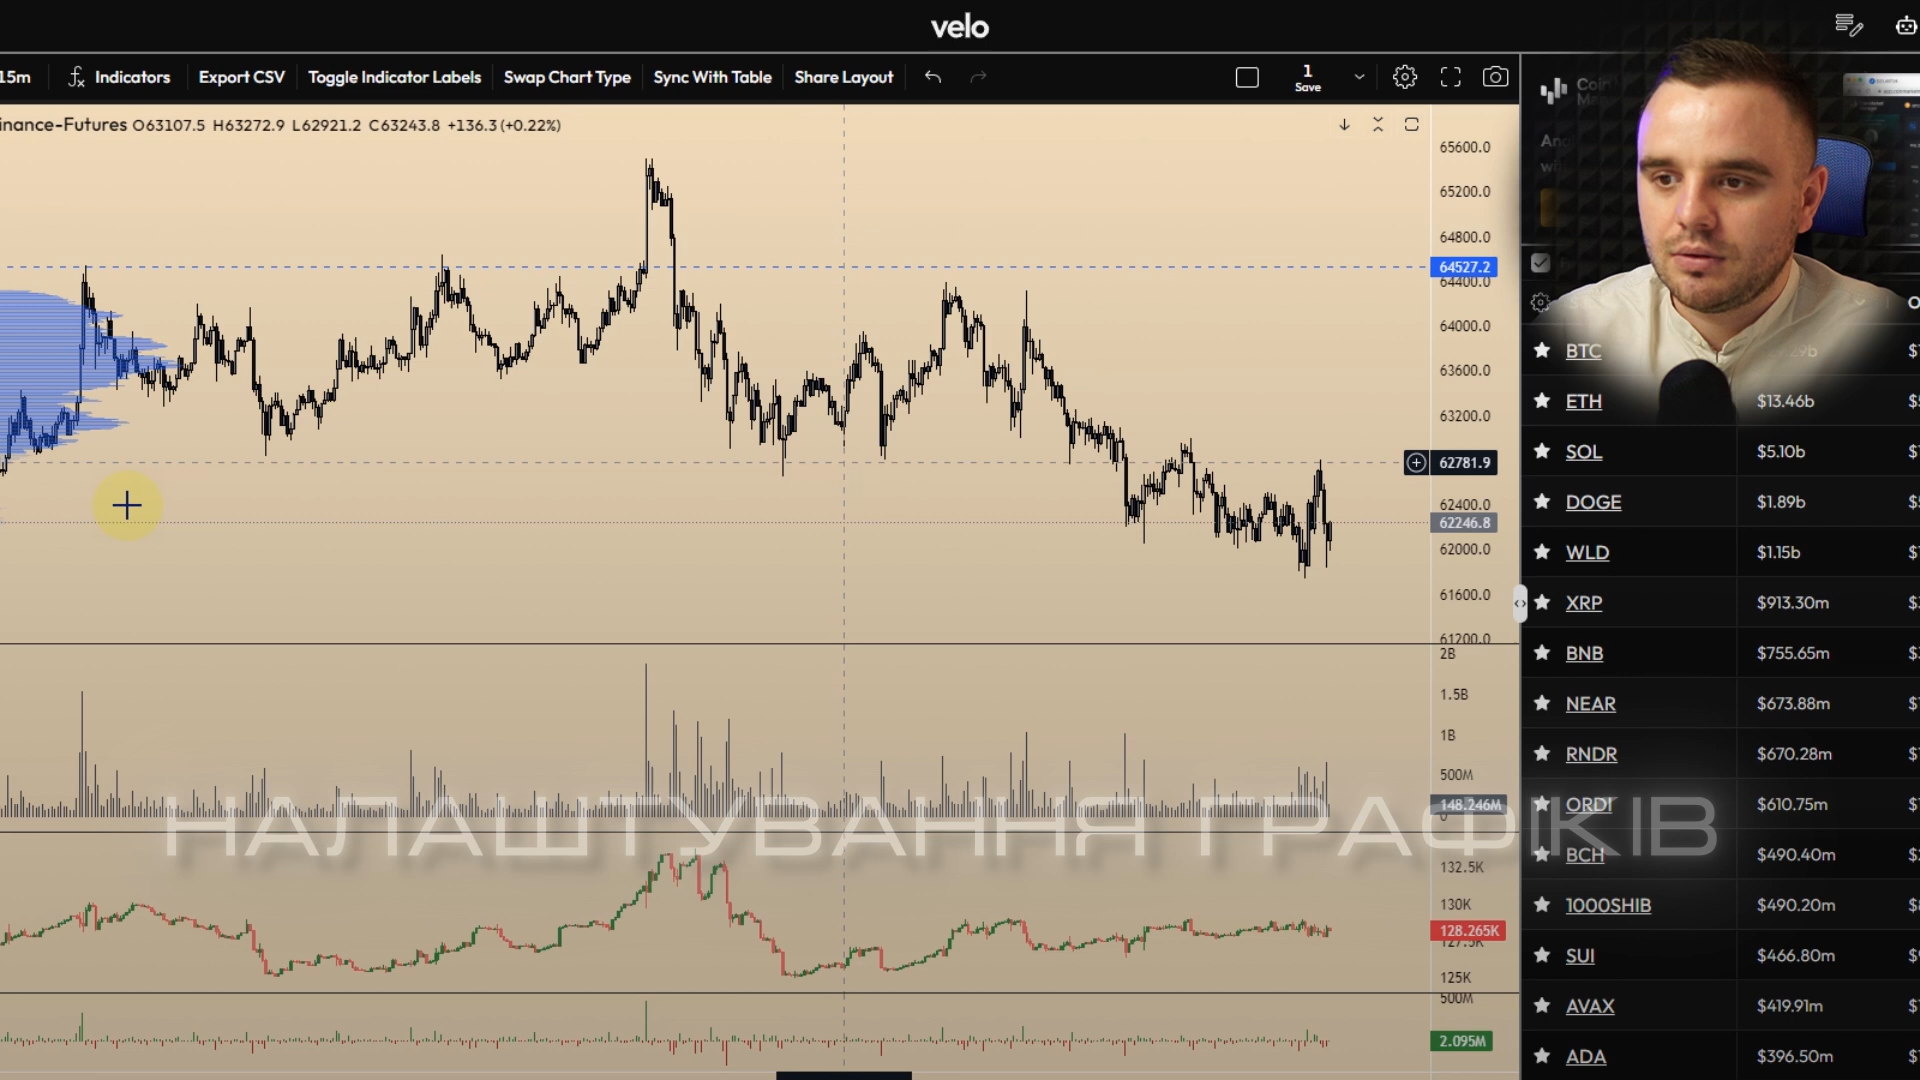 velo
15m
Indicators
Export CSV
Toggle Indicator Labels
Swap Chart Type
Sync With Table
Share Layout
1
Save
inance-Futures O63107.5 H63272.9 L62921.2 C63243.8 +136.3 (+0.22%)
65600.0
65200.0
64800.0
64527.2
64400.0
64000.0
63600.0
63200.0
62781.9
62400.0
62246.8
62000.0
61600.0
61200.0
2B
1.5B
1B
500M
148.246M
0
НАЛАШТУВАННЯ ГРАФІКІВ
132.5K
130K
128.265K
127.5K
125K
500M
2.095M
BTC
ETH $13.46b
SOL $5.10b
DOGE $1.89b
WLD $1.15b
XRP $913.30m
BNB $755.65m
NEAR $673.88m
RNDR $670.28m
ORDI $610.75m
BCH $490.40m
1000SHIB $490.20m
SUI $466.80m
AVAX $419.91m
ADA $396.50m